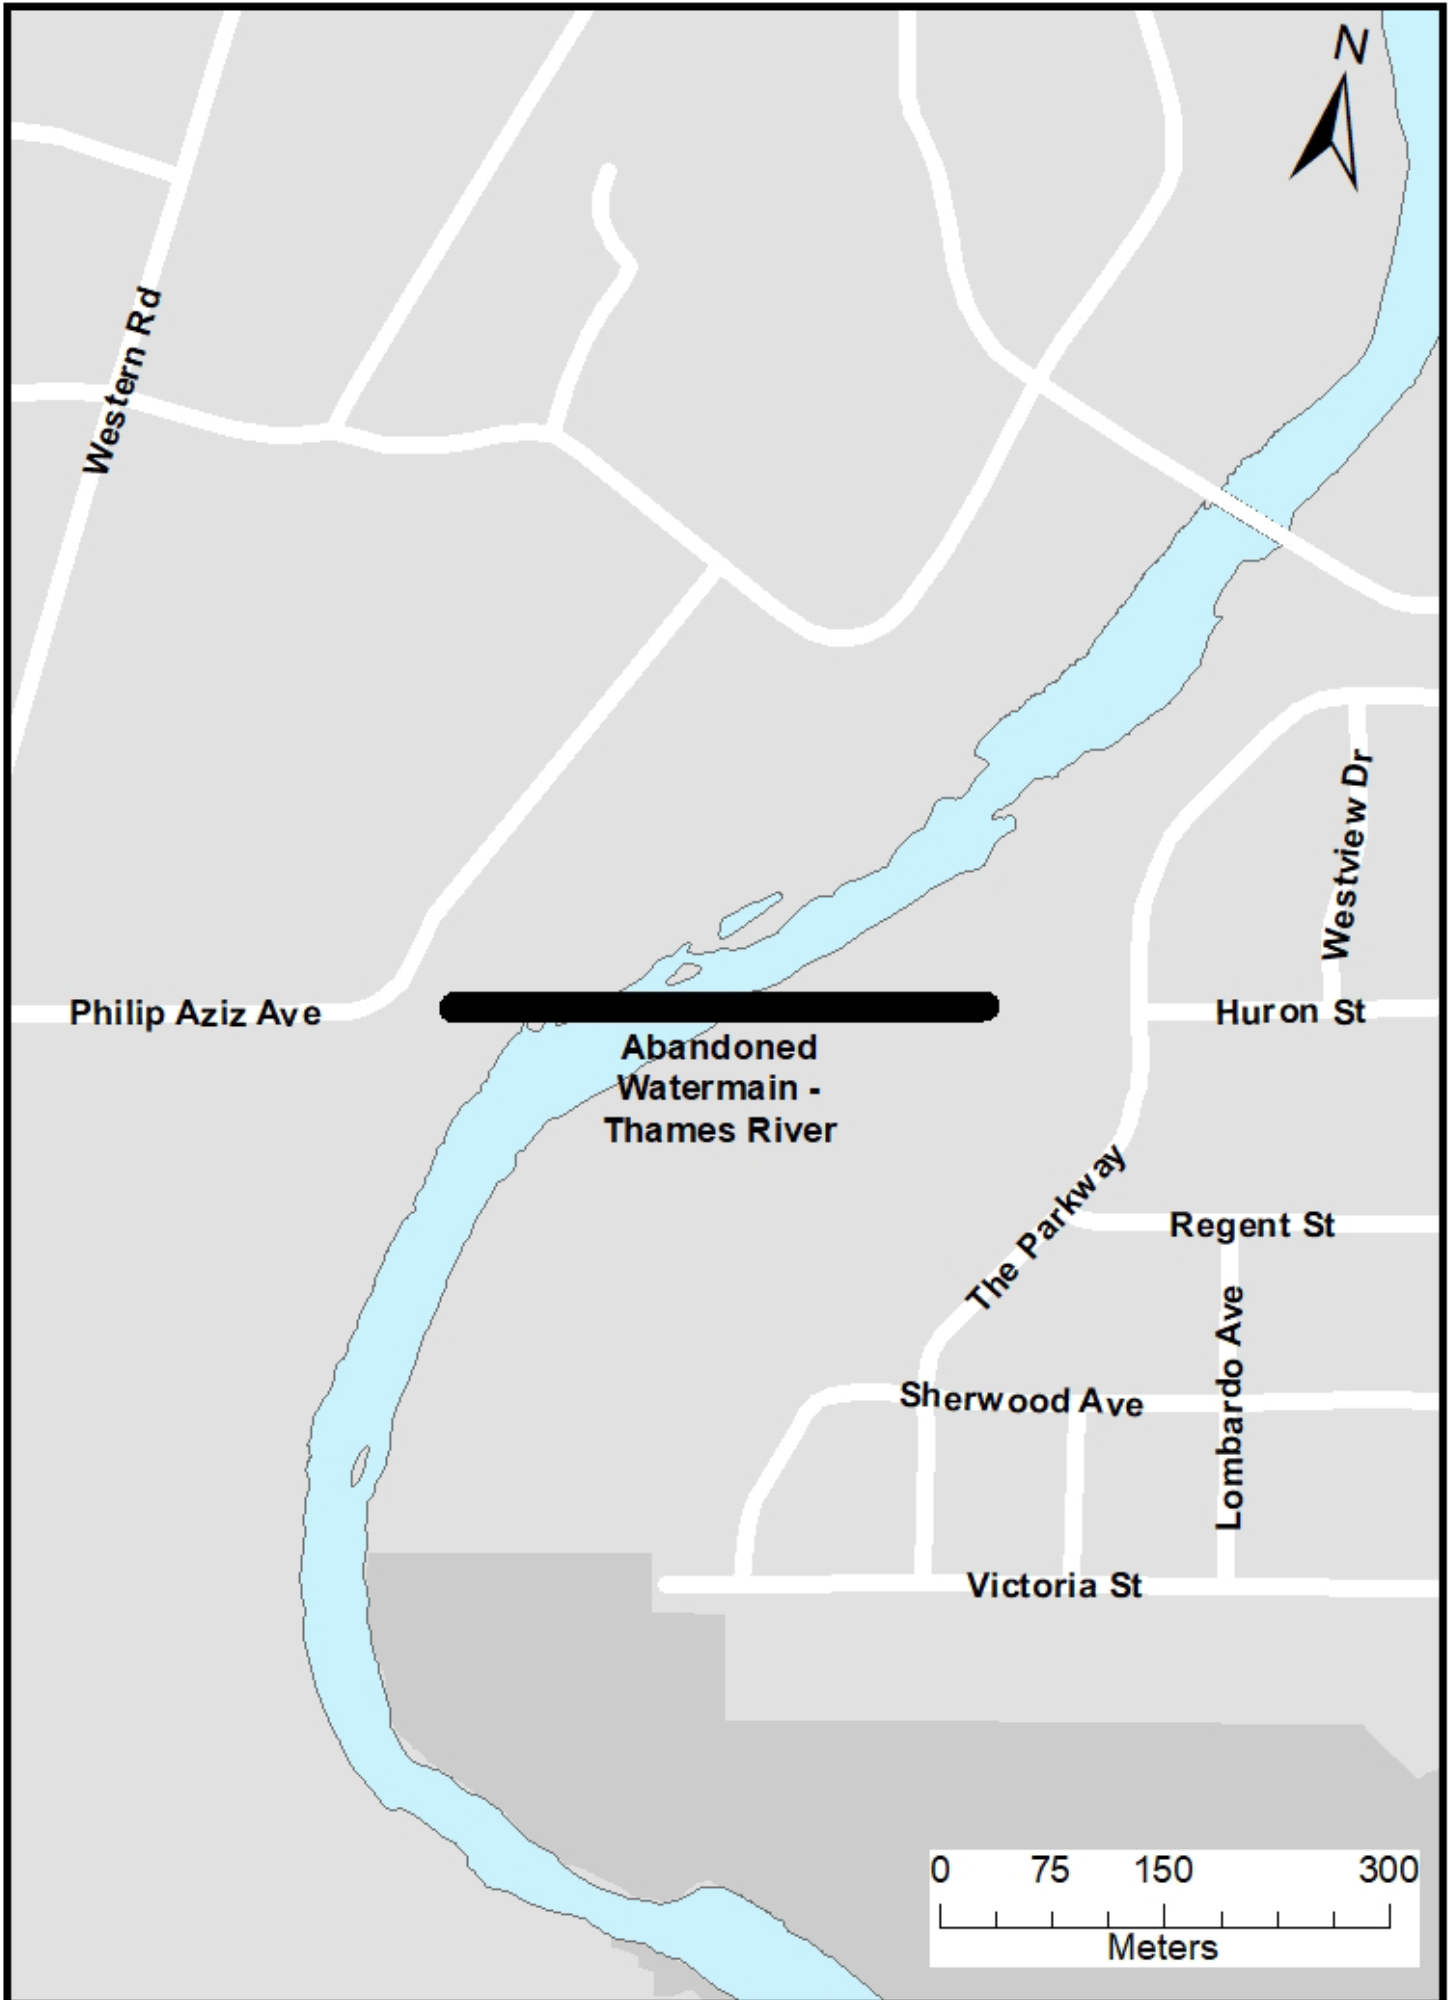 N
Western Rd
Westview Dr
Philip Aziz Ave
Huron St
Abandoned
Watermain -
Thames River
The Parkway
Regent St
Lombardo Ave
Sherwood Ave
Victoria St
0 75 150 300
Meters